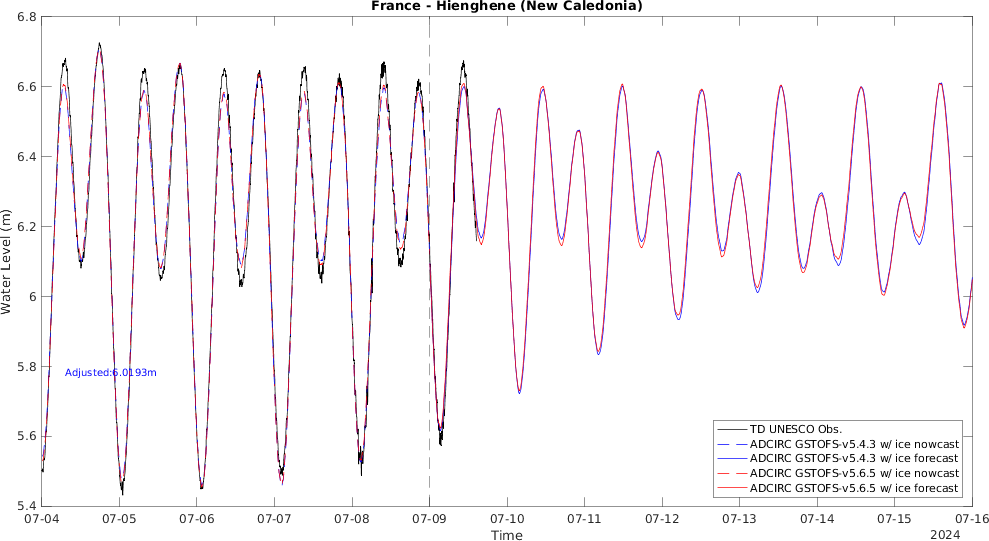 France - Hienghene (New Caledonia)
6.8
6.6
6.4
6.2
6
5.8
5.6
5.4
Water Level (m)
Adjusted:6.0193m
TD UNESCO Obs.
ADCIRC GSTOFS-v5.4.3 w/ ice nowcast
ADCIRC GSTOFS-v5.4.3 w/ ice forecast
ADCIRC GSTOFS-v5.6.5 w/ ice nowcast
ADCIRC GSTOFS-v5.6.5 w/ ice forecast
07-04 07-05 07-06 07-07 07-08 07-09 07-10 07-11 07-12 07-13 07-14 07-15 07-16
Time
2024